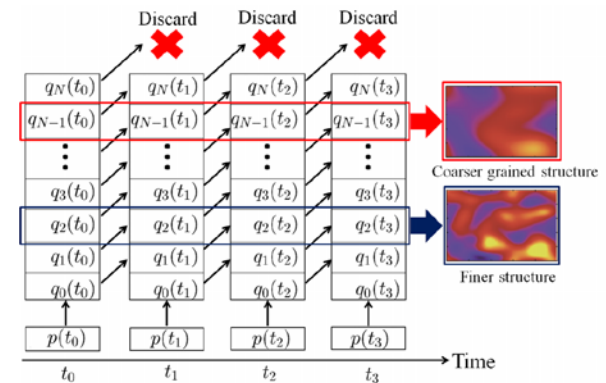 Discard Discard Discard
q_N(t_0) q_N(t_1) q_N(t_2) q_N(t_3)
q_{N-1}(t_0) q_{N-1}(t_1) q_{N-1}(t_2) q_{N-1}(t_3)
Coarser grained structure
q_3(t_0) q_3(t_1) q_3(t_2) q_3(t_3)
q_2(t_0) q_2(t_1) q_2(t_2) q_2(t_3)
q_1(t_0) q_1(t_1) q_1(t_2) q_1(t_3)
Finer structure
q_0(t_0) q_0(t_1) q_0(t_2) q_0(t_3)
p(t_0) p(t_1) p(t_2) p(t_3)
Time
t_0 t_1 t_2 t_3